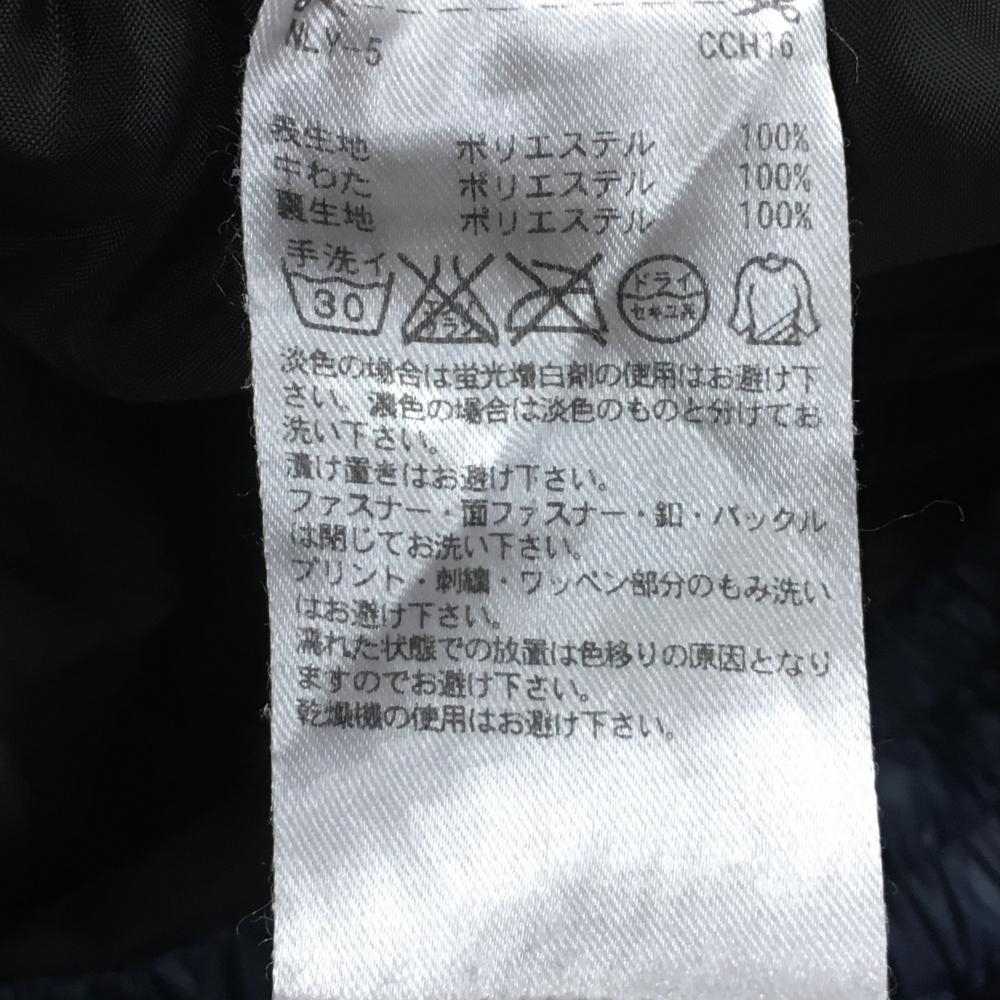 NLY-5 CCH16
表生地 ポリエステル 100%
中わた ポリエステル 100%
裏生地 ポリエステル 100%
手洗イ
30
エンソ
サラシ
ドライ
セキユ系
淡色の場合は蛍光増白剤の使用はお避け下
さい。濃色の場合は淡色のものと分けてお
洗い下さい。
漬け置きはお避け下さい。
ファスナー・面ファスナー・釦・バックル
は閉じてお洗い下さい。
プリント・刺繍・ワッペン部分のもみ洗い
はお避け下さい。
濡れた状態での放置は色移りの原因となり
ますのでお避け下さい。
乾燥機の使用はお避け下さい。